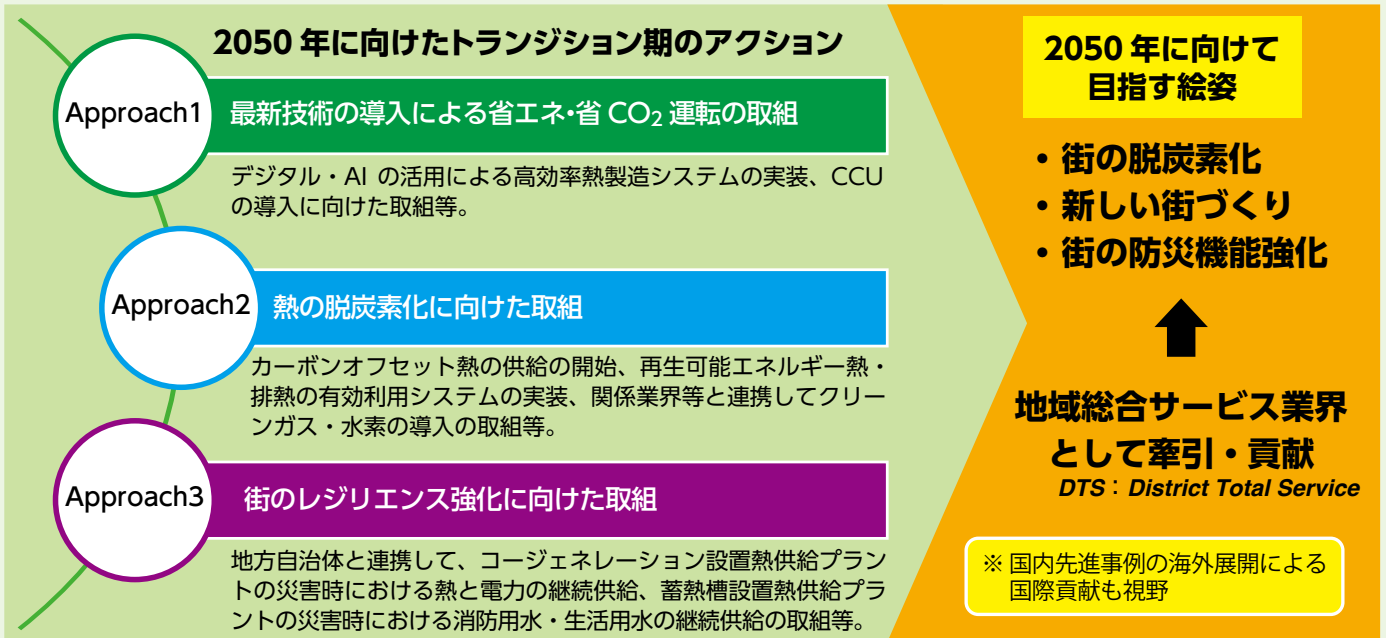 2050 年に向けたトランジション期のアクション
Approach1
最新技術の導入による省エネ・省 CO₂ 運転の取組
デジタル・AI の活用による高効率熱製造システムの実装、CCU
の導入に向けた取組等。
Approach2
熱の脱炭素化に向けた取組
カーボンオフセット熱の供給の開始、再生可能エネルギー熱・
排熱の有効利用システムの実装、関係業界等と連携してクリー
ンガス・水素の導入の取組等。
Approach3
街のレジリエンス強化に向けた取組
地方自治体と連携して、コージェネレーション設置熱供給プラン
トの災害時における熱と電力の継続供給、蓄熱槽設置熱供給プラ
ントの災害時における消防用水・生活用水の継続供給の取組等。
2050 年に向けて
目指す絵姿
・街の脱炭素化
・新しい街づくり
・街の防災機能強化
地域総合サービス業界
として牽引・貢献
DTS：District Total Service
※ 国内先進事例の海外展開による
国際貢献も視野